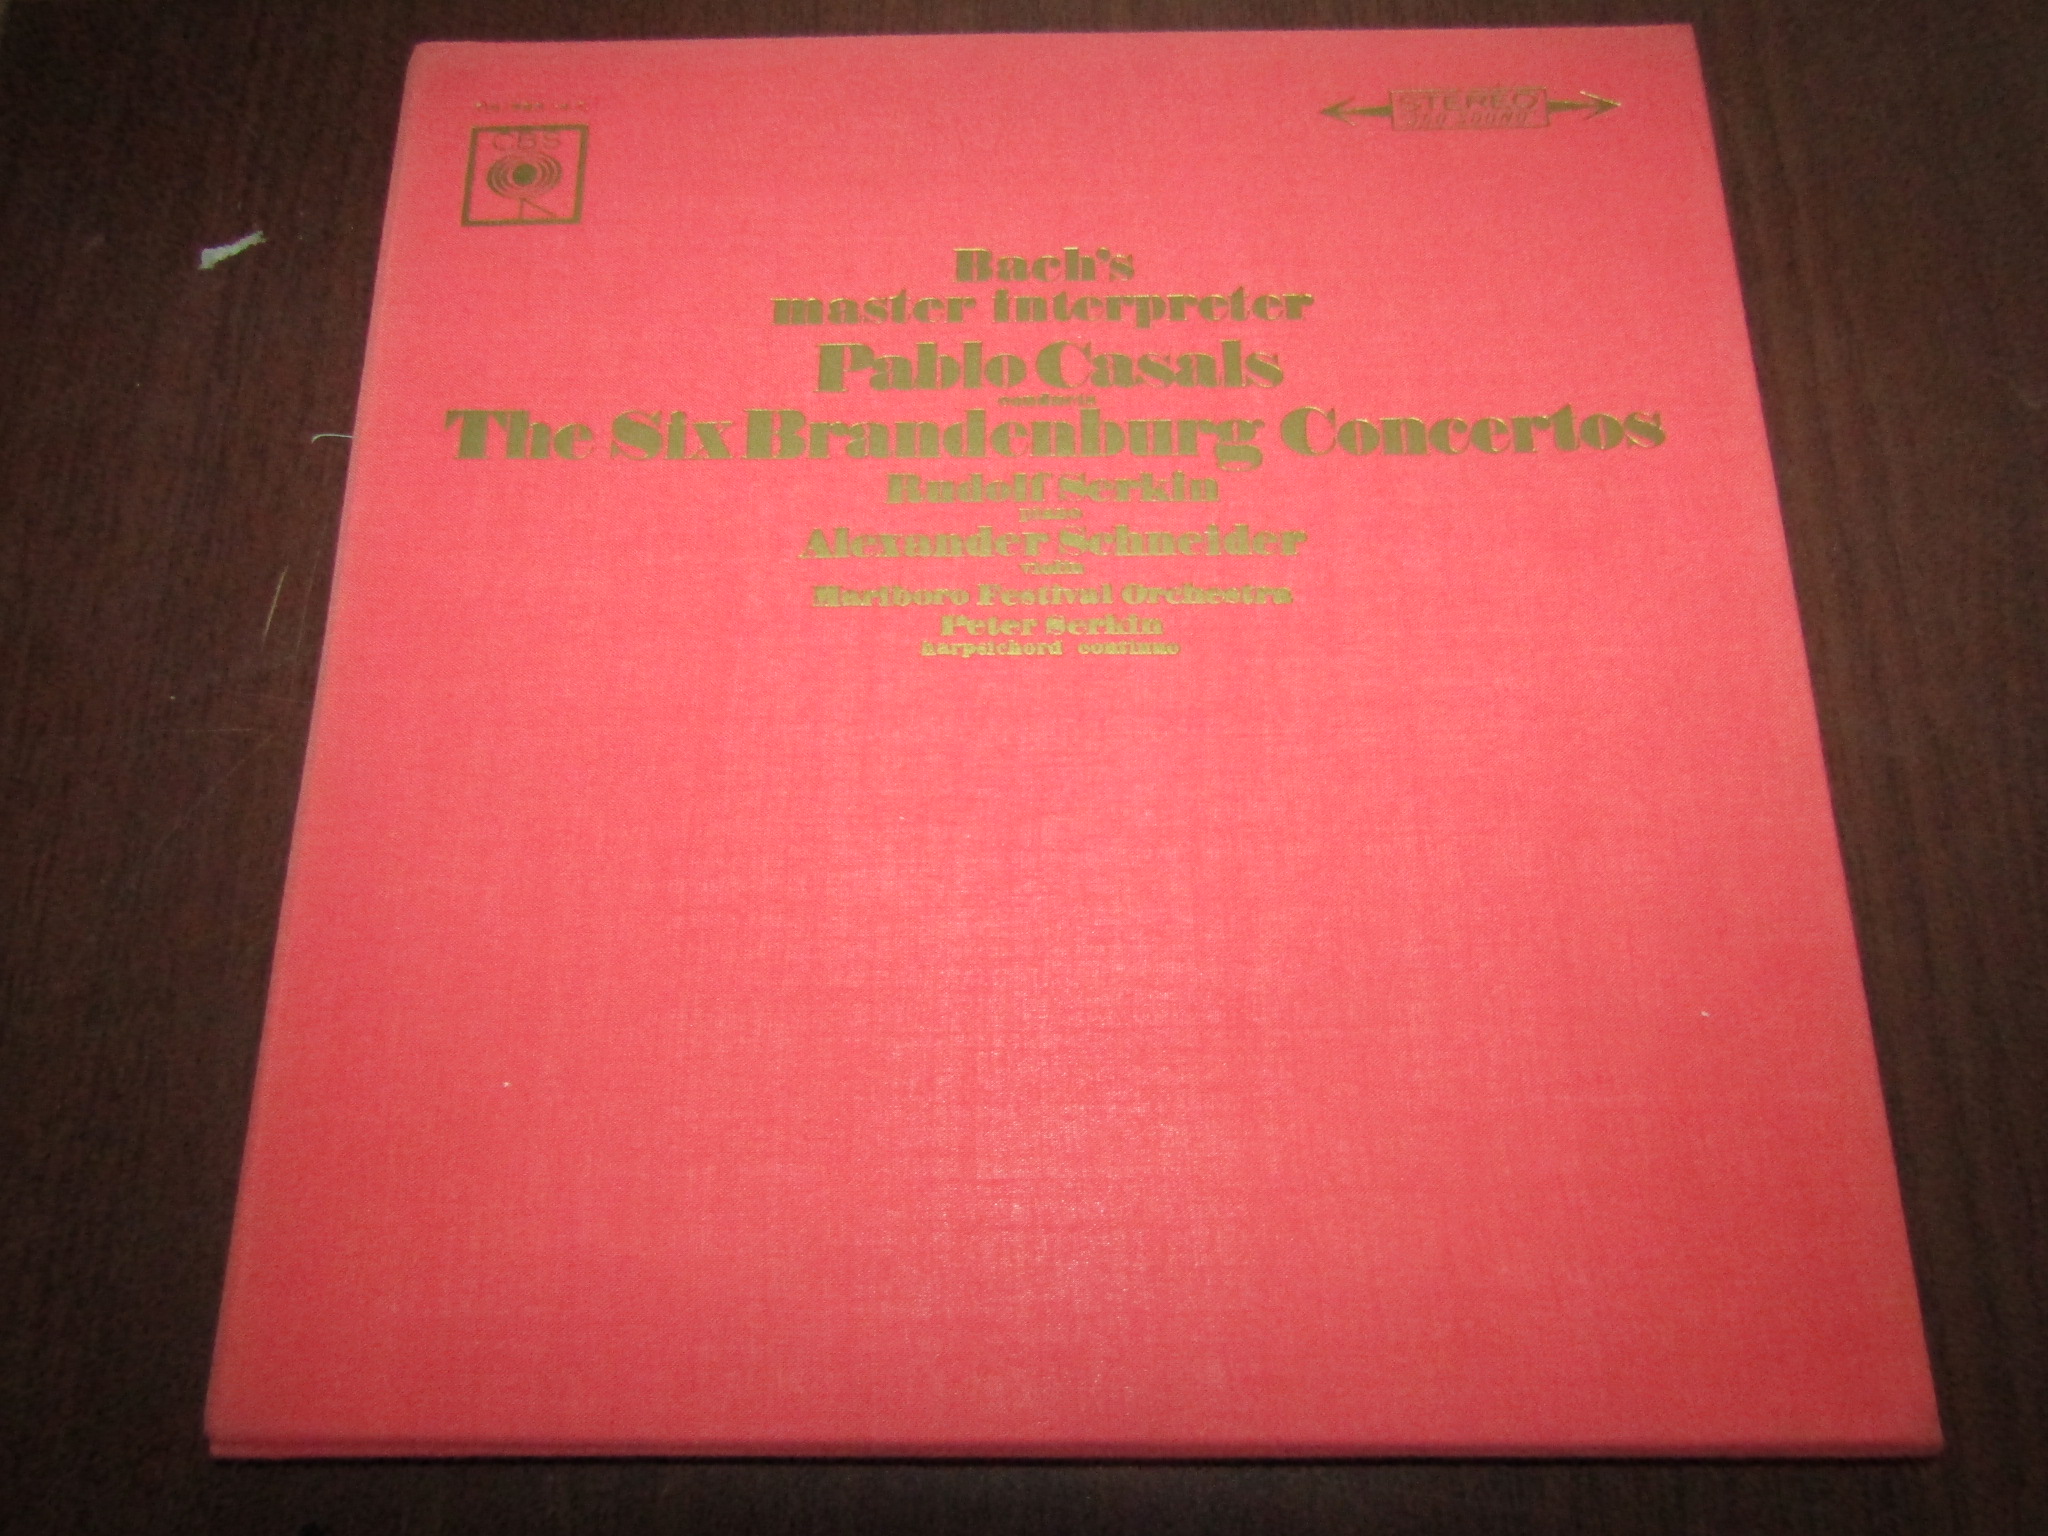 CBS
STEREO
360 SOUND
Bach's
master interpreter
Pablo Casals
conducts
The Six Brandenburg Concertos
Rudolf Serkin
piano
Alexander Schneider
violin
Marlboro Festival Orchestra
Peter Serkin
harpsichord continuo